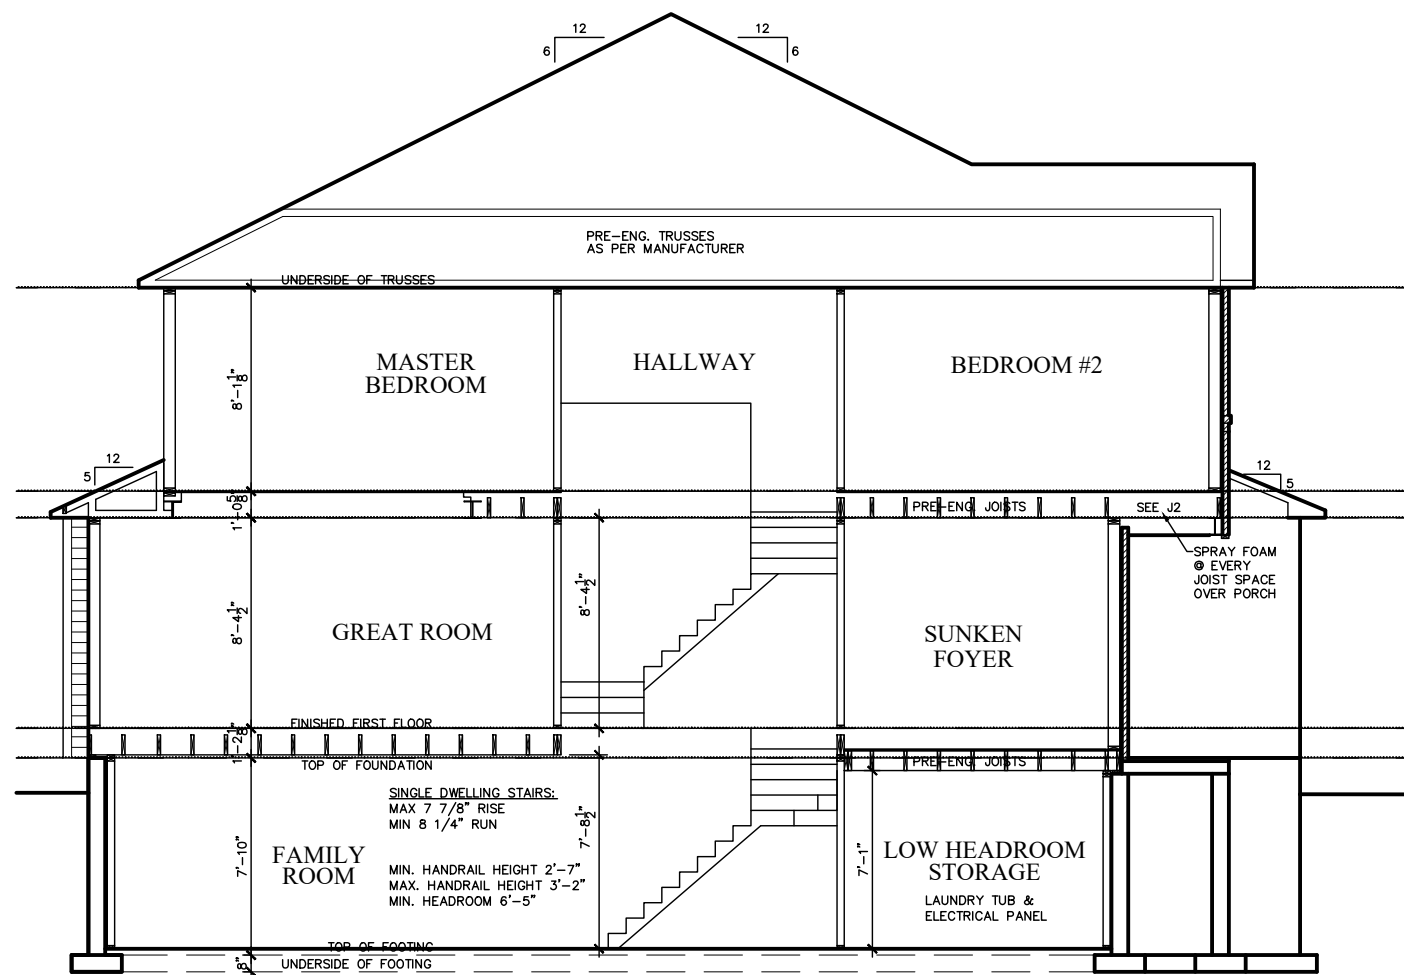 12
6
12
6
PRE-ENG. TRUSSES
AS PER MANUFACTURER
UNDERSIDE OF TRUSSES
MASTER
BEDROOM
HALLWAY
BEDROOM #2
8'-1 1/8"
12
5
12
5
1'-0 5/8"
PRE-ENG. JOISTS
SEE J2
SPRAY FOAM
@ EVERY
JOIST SPACE
OVER PORCH
8'-4 1/2"
8'-4 1/2"
GREAT ROOM
SUNKEN
FOYER
FINISHED FIRST FLOOR
1'-2 1/8"
TOP OF FOUNDATION
PRE-ENG. JOISTS
SINGLE DWELLING STAIRS:
MAX 7 7/8" RISE
MIN 8 1/4" RUN
7'-10"
FAMILY
ROOM
MIN. HANDRAIL HEIGHT 2'-7"
MAX. HANDRAIL HEIGHT 3'-2"
MIN. HEADROOM 6'-5"
7'-8 1/2"
7'-1"
LOW HEADROOM
STORAGE
LAUNDRY TUB &
ELECTRICAL PANEL
TOP OF FOOTING
8"
UNDERSIDE OF FOOTING